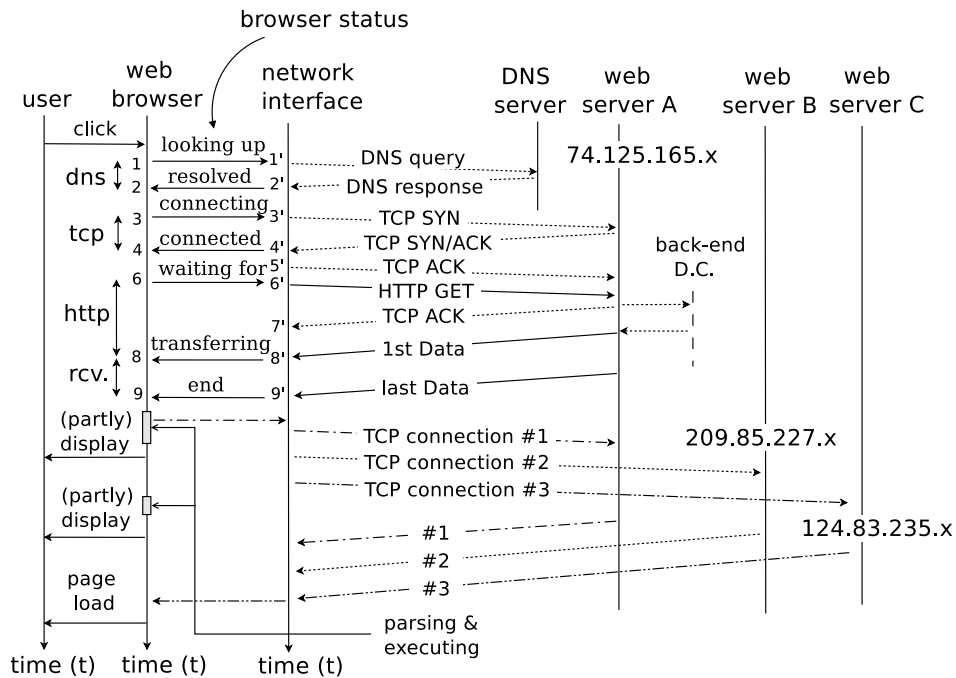 browser status
user
web
browser
network
interface
DNS
server
web
server A
web
server B
web
server C
click
looking up
1
1'
DNS query
74.125.165.x
dns
resolved
2
2'
DNS response
connecting
3
3'
TCP SYN
tcp
connected
4
4'
TCP SYN/ACK
back-end
D.C.
waiting for
5'
TCP ACK
6
6'
HTTP GET
http
7'
TCP ACK
transferring
8
8'
1st Data
rcv.
end
9
9'
last Data
(partly)
display
TCP connection #1
209.85.227.x
TCP connection #2
(partly)
display
TCP connection #3
124.83.235.x
#1
#2
#3
page
load
parsing &
executing
time (t)
time (t)
time (t)